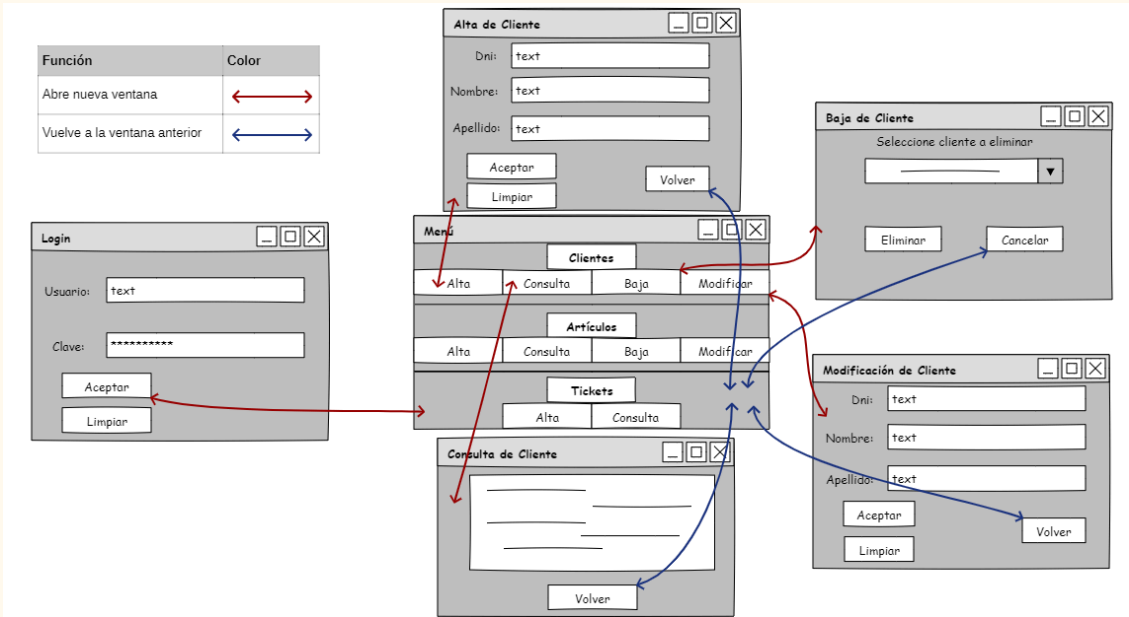 Función Color
Abre nueva ventana
Vuelve a la ventana anterior
Alta de Cliente
Dni: text
Nombre: text
Apellido: text
Aceptar
Volver
Limpiar
Baja de Cliente
Seleccione cliente a eliminar
Eliminar Cancelar
Login
Usuario: text
Clave: **********
Aceptar
Limpiar
Menú
Clientes
Alta Consulta Baja Modificar
Artículos
Alta Consulta Baja Modificar
Tickets
Alta Consulta
Modificación de Cliente
Dni: text
Nombre: text
Apellido: text
Aceptar
Volver
Limpiar
Consulta de Cliente
Volver